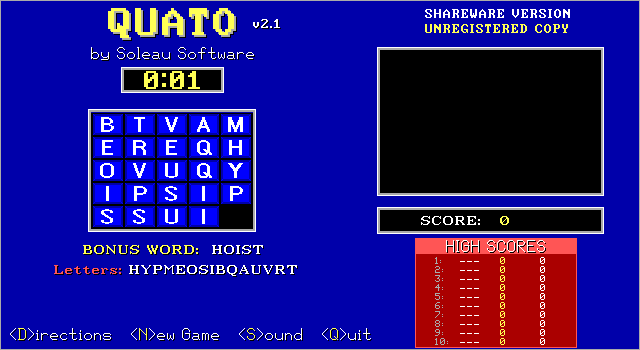 QUATO v2.1
by Soleau Software
0:01
B T V A M
E R E Q H
O V U Q Y
I P S I P
S S U I
BONUS WORD: HOIST
Letters: HYPMEOSIBQAUVRT
SHAREWARE VERSION
UNREGISTERED COPY
SCORE: 0
HIGH SCORES
1: --- 0 0
2: --- 0 0
3: --- 0 0
4: --- 0 0
5: --- 0 0
6: --- 0 0
7: --- 0 0
8: --- 0 0
9: --- 0 0
10: --- 0 0
<D>irections <N>ew Game <S>ound <Q>uit